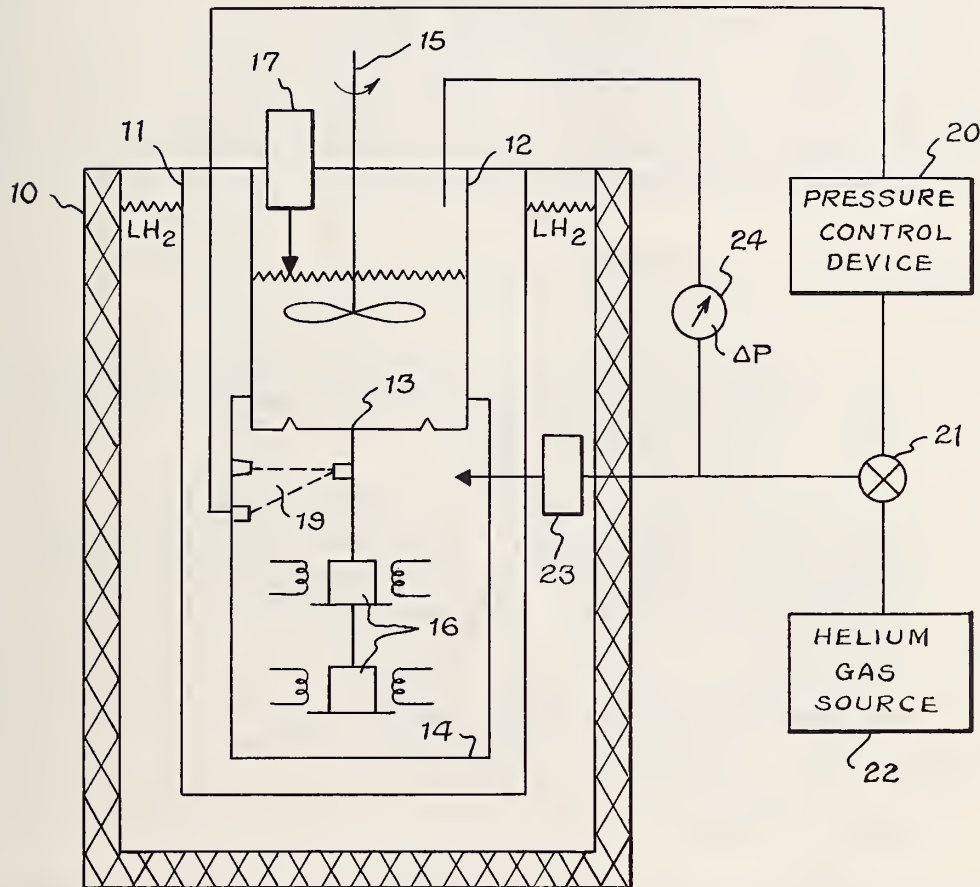 15
17
11
12
10
20
LH2
LH2
PRESSURE
CONTROL
DEVICE
24
ΔP
13
21
19
23
16
HELIUM
GAS
SOURCE
14
22